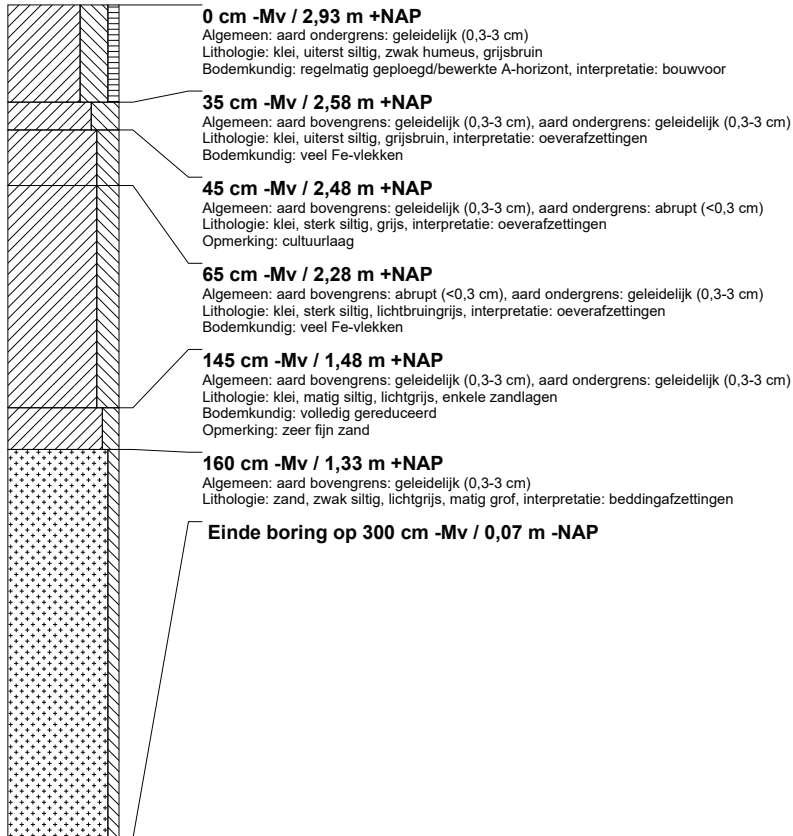 0 cm -Mv / 2,93 m +NAP
Algemeen: aard ondergrens: geleidelijk (0,3-3 cm)
Lithologie: klei, uiterst siltig, zwak humeus, grijsbruin
Bodemkundig: regelmatig geploegd/bewerkte A-horizont, interpretatie: bouwvoor
35 cm -Mv / 2,58 m +NAP
Algemeen: aard bovengrens: geleidelijk (0,3-3 cm), aard ondergrens: geleidelijk (0,3-3 cm)
Lithologie: klei, uiterst siltig, grijsbruin, interpretatie: oeverafzettingen
Bodemkundig: veel Fe-vlekken
45 cm -Mv / 2,48 m +NAP
Algemeen: aard bovengrens: geleidelijk (0,3-3 cm), aard ondergrens: abrupt (<0,3 cm)
Lithologie: klei, sterk siltig, grijs, interpretatie: oeverafzettingen
Opmerking: cultuurlaag
65 cm -Mv / 2,28 m +NAP
Algemeen: aard bovengrens: abrupt (<0,3 cm), aard ondergrens: geleidelijk (0,3-3 cm)
Lithologie: klei, sterk siltig, lichtbruingrijs, interpretatie: oeverafzettingen
Bodemkundig: veel Fe-vlekken
145 cm -Mv / 1,48 m +NAP
Algemeen: aard bovengrens: geleidelijk (0,3-3 cm), aard ondergrens: geleidelijk (0,3-3 cm)
Lithologie: klei, matig siltig, lichtgrijs, enkele zandlagen
Bodemkundig: volledig gereduceerd
Opmerking: zeer fijn zand
160 cm -Mv / 1,33 m +NAP
Algemeen: aard bovengrens: geleidelijk (0,3-3 cm)
Lithologie: zand, zwak siltig, lichtgrijs, matig grof, interpretatie: beddingafzettingen
Einde boring op 300 cm -Mv / 0,07 m -NAP